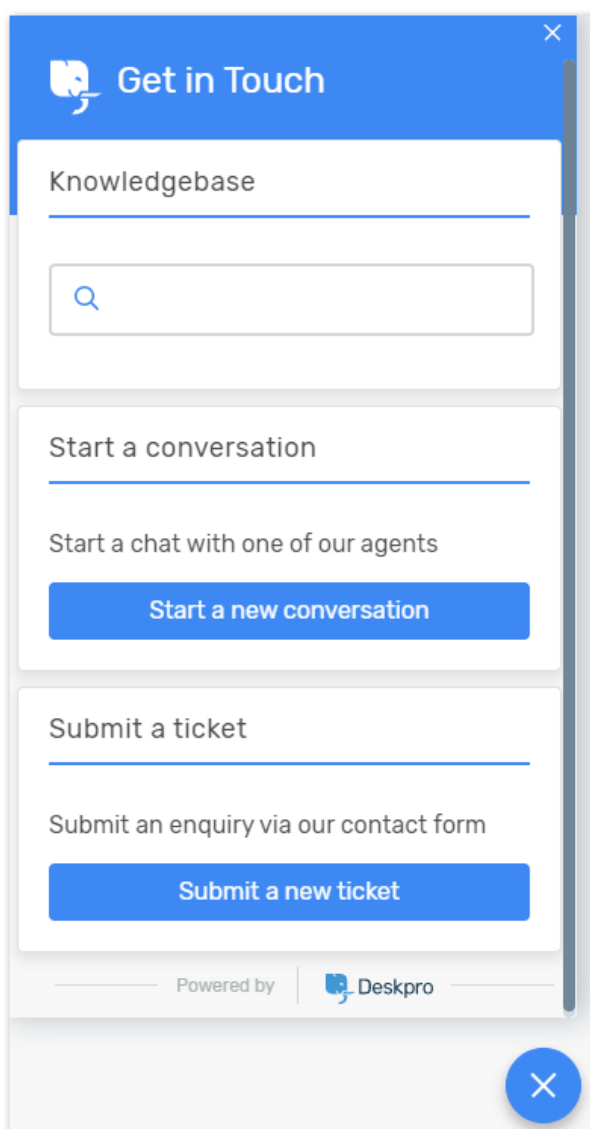 Get in Touch
Knowledgebase
Start a conversation
Start a chat with one of our agents
Start a new conversation
Submit a ticket
Submit an enquiry via our contact form
Submit a new ticket
Powered by Deskpro